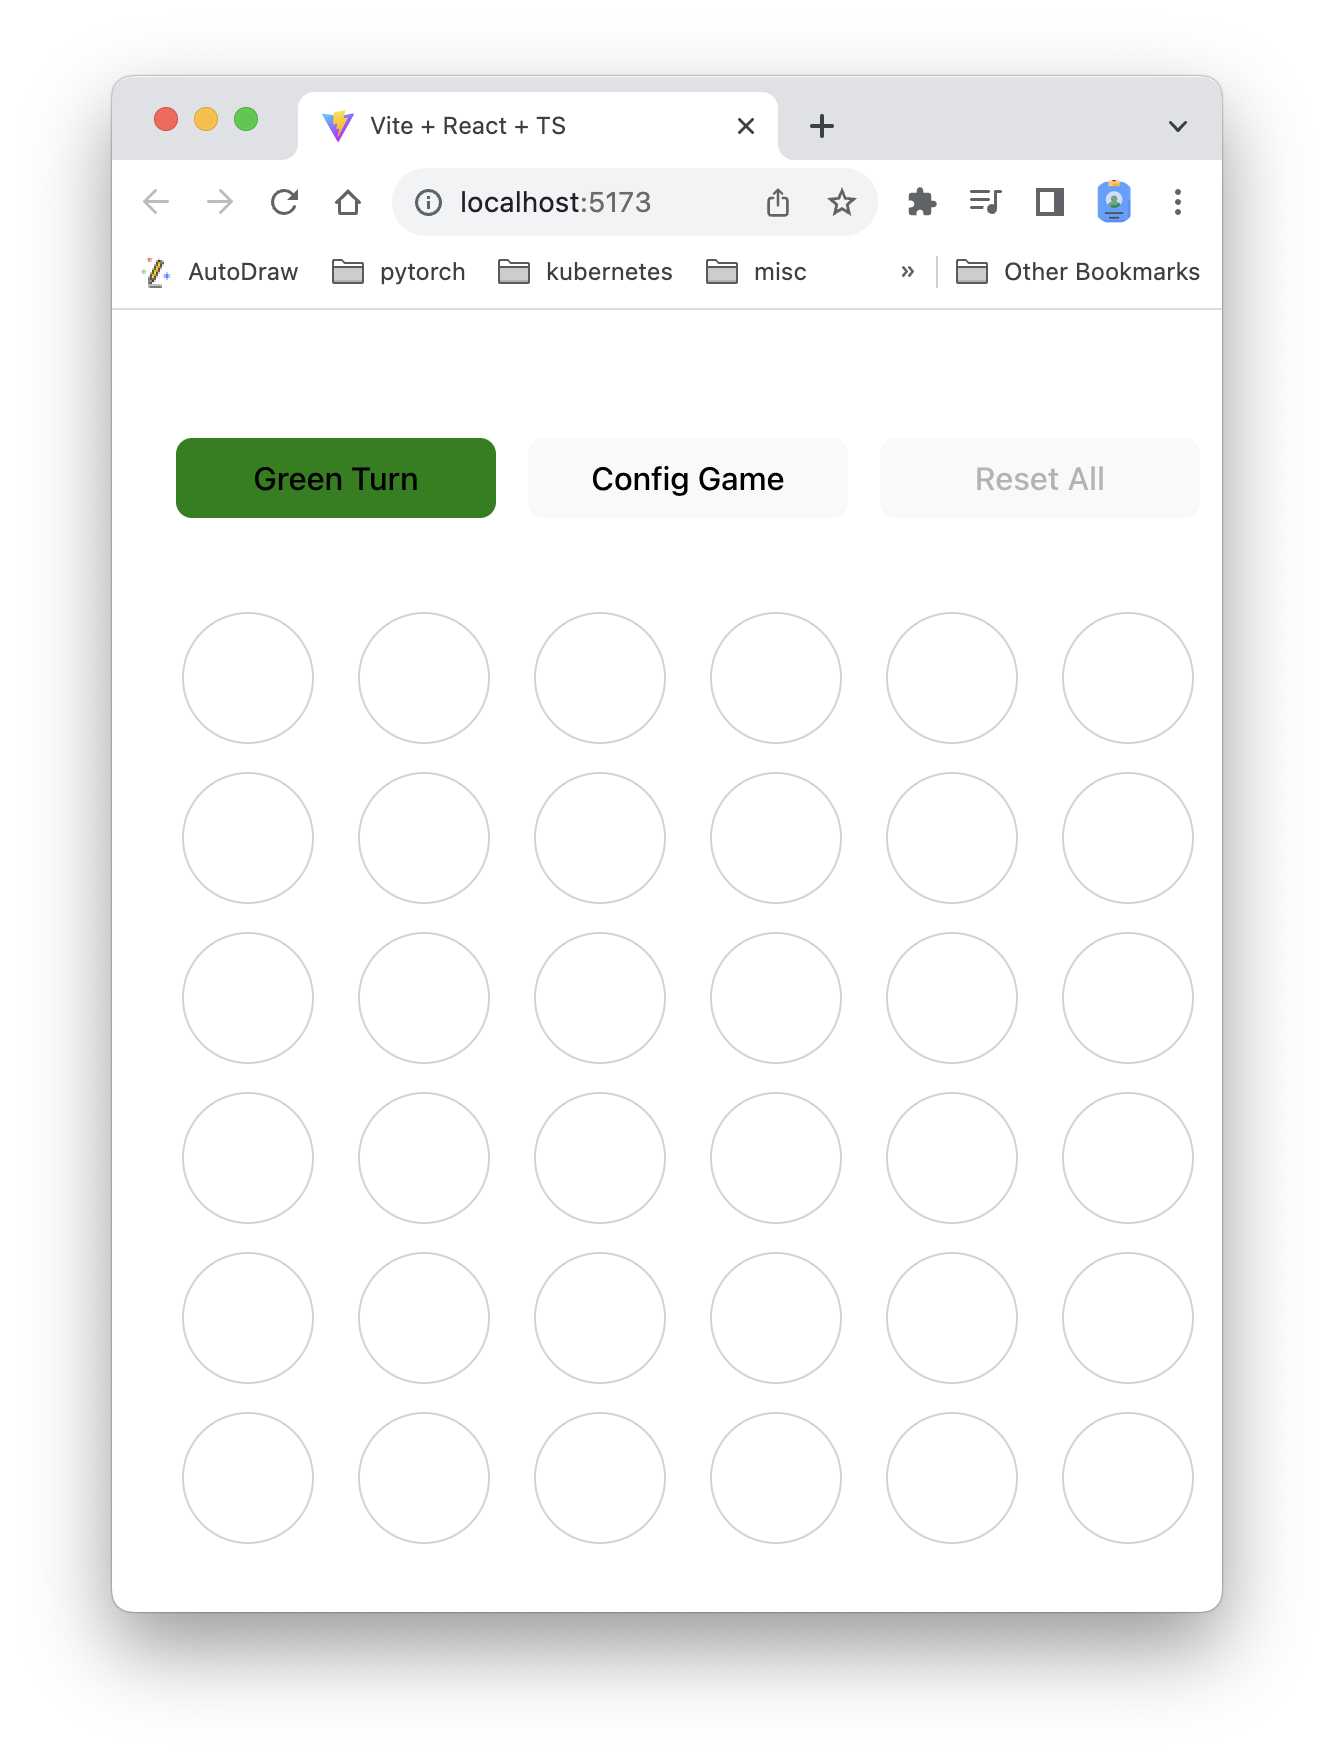 Vite + React + TS
localhost:5173
AutoDraw pytorch kubernetes misc » Other Bookmarks
Green Turn Config Game Reset All